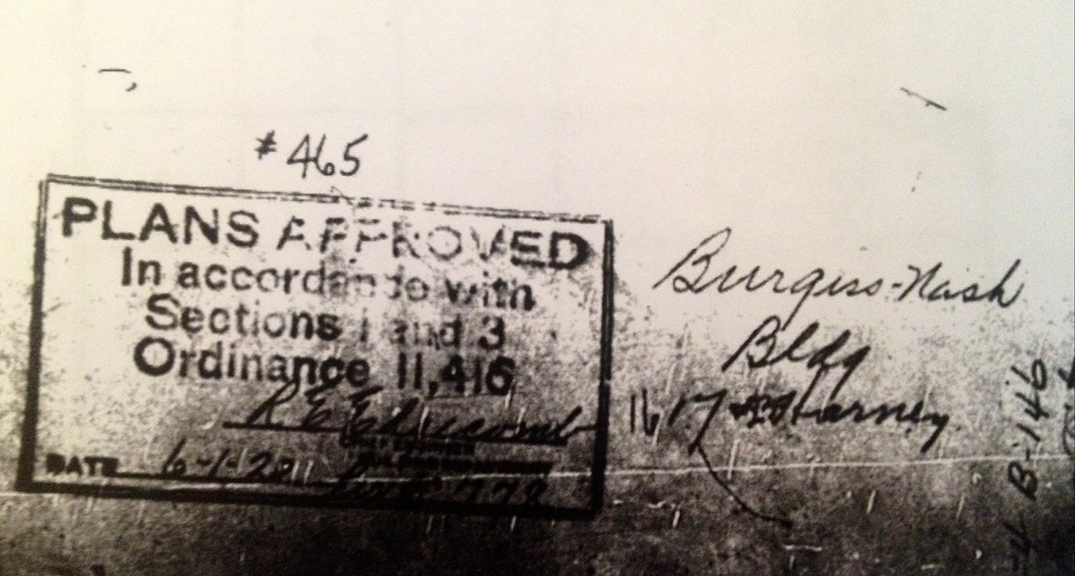 #465
PLANS APPROVED
In accordance with
Sections 1 and 3
Ordinance 11,416
R E
DATE 6-1-20
Burgess-Nash
Bldg
1617 Harney
B-146